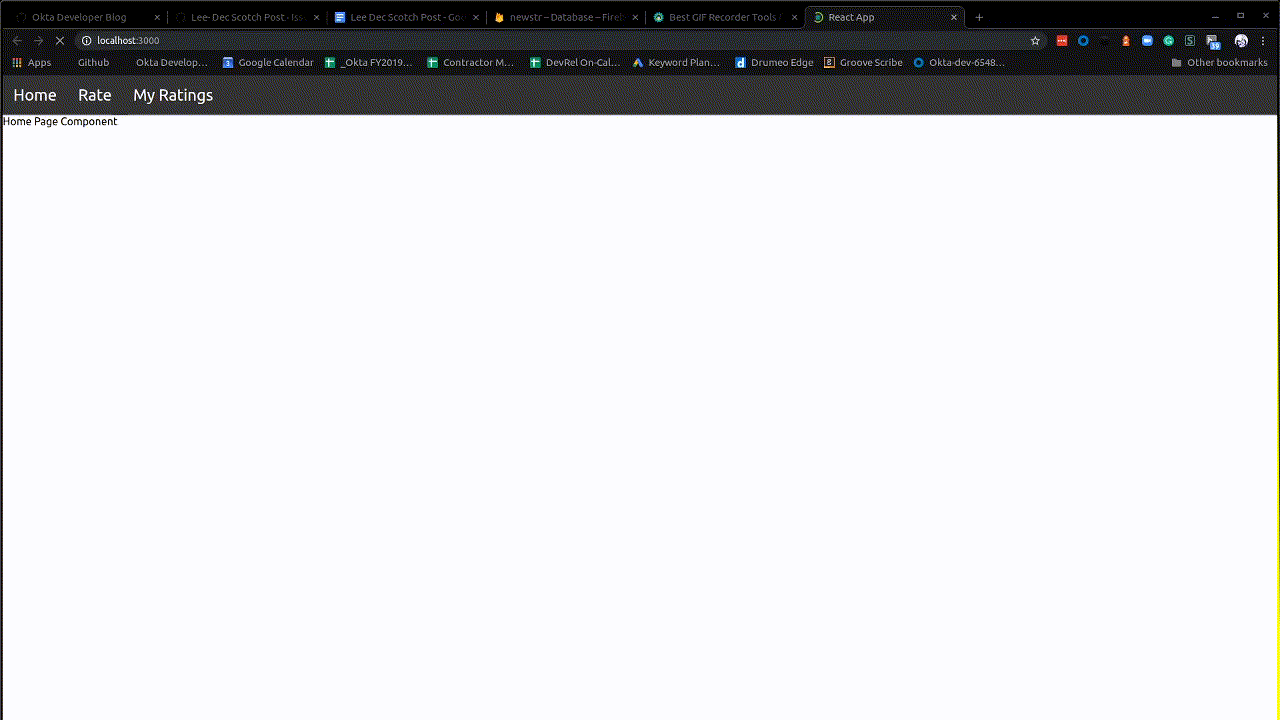 Okta Developer Blog Lee- Dec Scotch Post · Iss Lee Dec Scotch Post - Goo newstr – Database – Fireb Best GIF Recorder Tools React App
localhost:3000
Apps Github Okta Develop... Google Calendar _Okta FY2019... Contractor M... DevRel On-Cal... Keyword Plan... Drumeo Edge Groove Scribe Okta-dev-6548... Other bookmarks
Home Rate My Ratings
Home Page Component